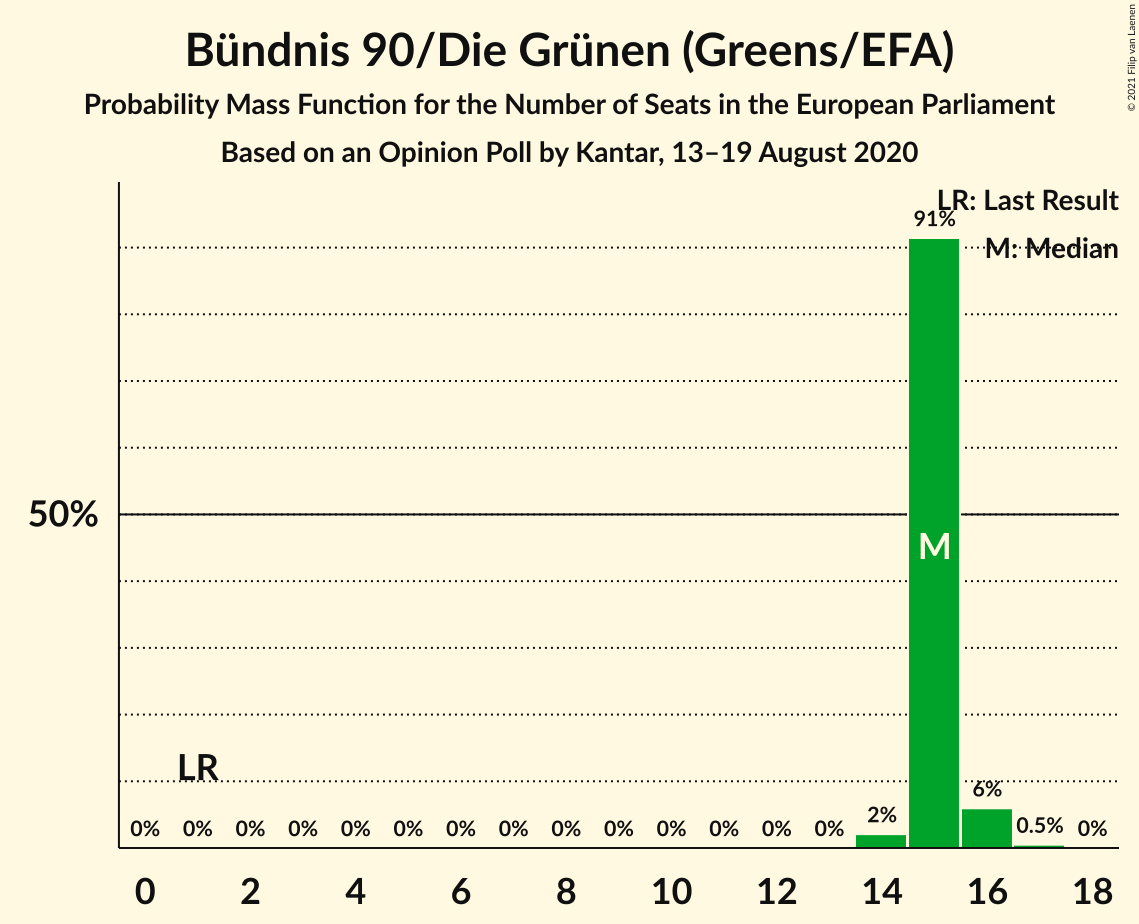 Bündnis 90/Die Grünen (Greens/EFA)
Probability Mass Function for the Number of Seats in the European Parliament
Based on an Opinion Poll by Kantar, 13–19 August 2020
© 2021 Filip van Laenen
LR: Last Result
91%
M: Median
50%
M
LR
6%
2%
0.5%
0% 0% 0% 0% 0% 0% 0% 0% 0% 0% 0% 0% 0% 0% 0%
0 2 4 6 8 10 12 14 16 18